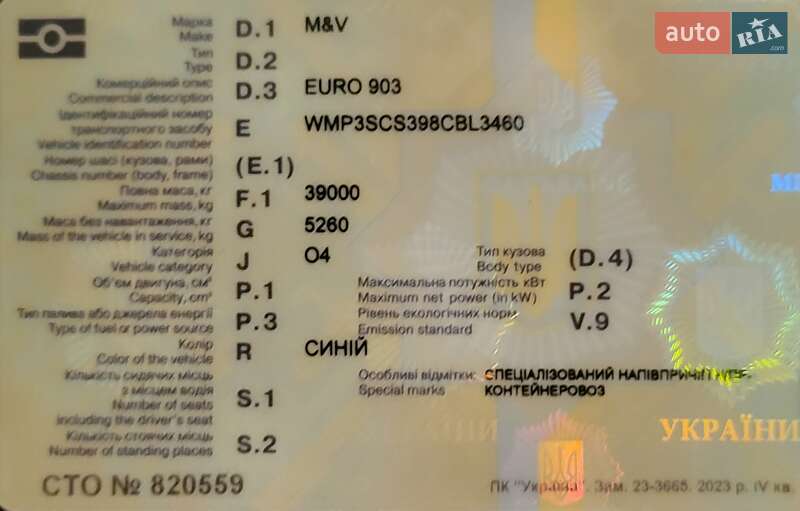 auto RIA .com
Марка
Make D.1 M&V
Тип
Type D.2
Комерційний опис
Commercial description D.3 EURO 903
Ідентифікаційний номер
транспортного засобу
Vehicle identification number E WMP3SCS398CBL3460
Номер шасі (кузова, рами)
Chassis number (body, frame) (E.1)
Повна маса, кг
Maximum mass, kg F.1 39000
Маса без навантаження, кг
Mass of the vehicle in service, kg G 5260
Категорія
Vehicle category J O4
Тип кузова
Body type (D.4)
Об'єм двигуна, см³
Capacity, cm³ P.1
Максимальна потужність кВт
Maximum net power (in kW) P.2
Тип палива або джерела енергії
Type of fuel or power source P.3
Рівень екологічних норм
Emission standard V.9
Колір
Color of the vehicle R СИНІЙ
Кількість сидячих місць
з місцем водія
Number of seats
including the driver's seat S.1
Особливі відмітки: СПЕЦІАЛІЗОВАНИЙ
Special marks КОНТЕЙНЕРОВОЗ
Кількість стоячих місць
Number of standing places S.2
УКРАЇНИ УКРАЇНИ
СТО № 820559
ПК "Україна". Зам. 23-3665. 2023 р. IV кв.